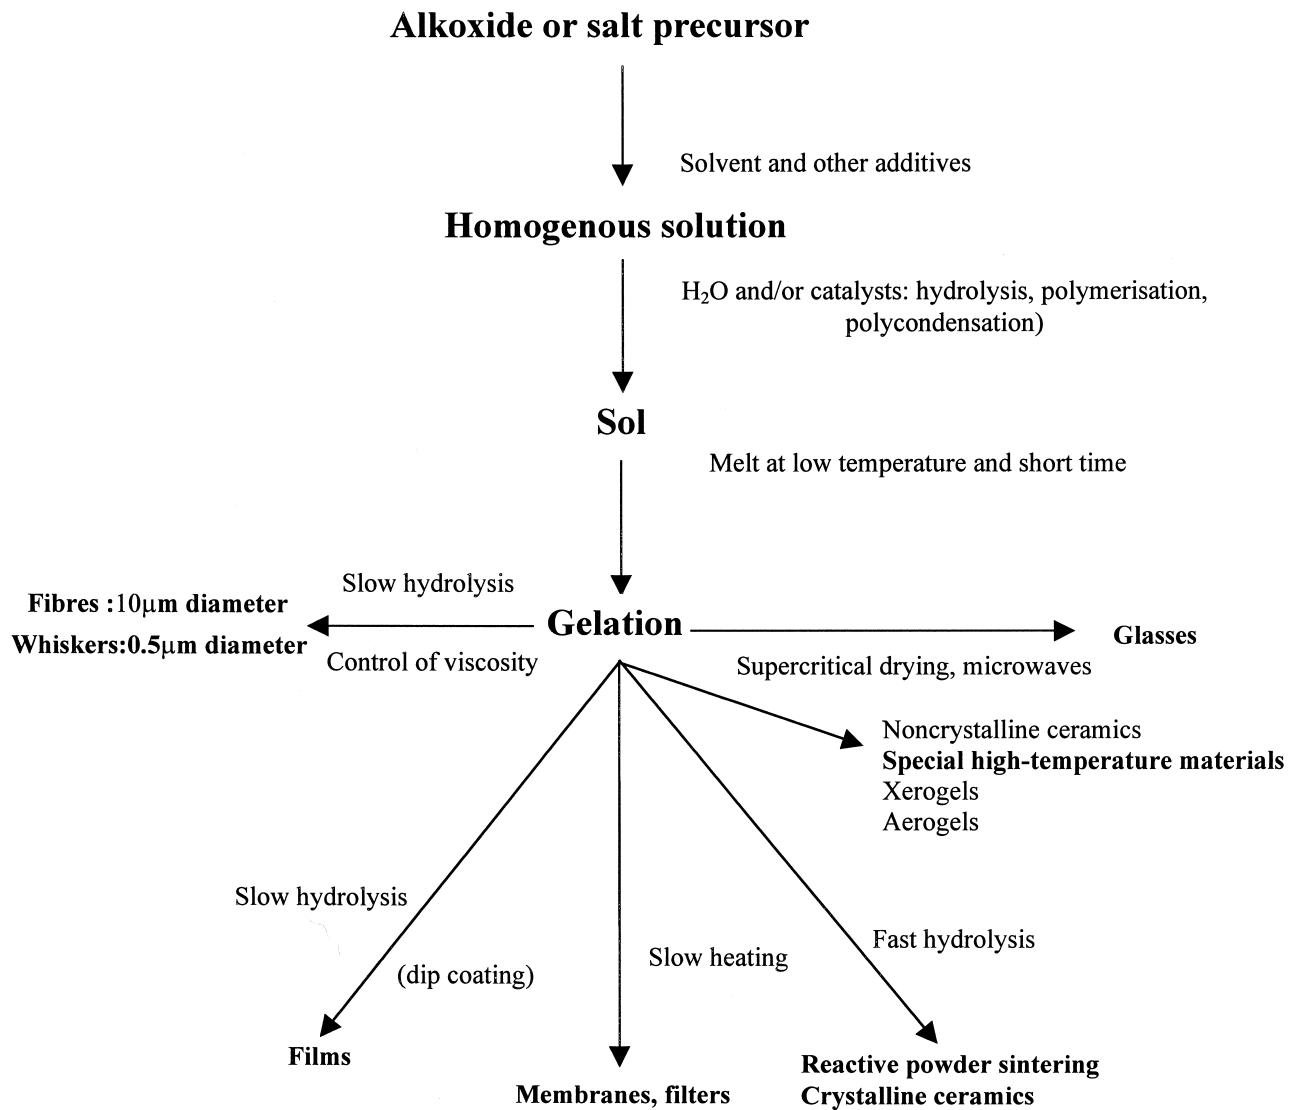 Alkoxide or salt precursor
Solvent and other additives
Homogenous solution
H₂O and/or catalysts: hydrolysis, polymerisation,
polycondensation)
Sol
Melt at low temperature and short time
Slow hydrolysis
Fibres :10μm diameter
Whiskers:0.5μm diameter
Control of viscosity
Gelation
Glasses
Supercritical drying, microwaves
Noncrystalline ceramics
Special high-temperature materials
Xerogels
Aerogels
Slow hydrolysis
(dip coating)
Slow heating
Fast hydrolysis
Films
Membranes, filters
Reactive powder sintering
Crystalline ceramics